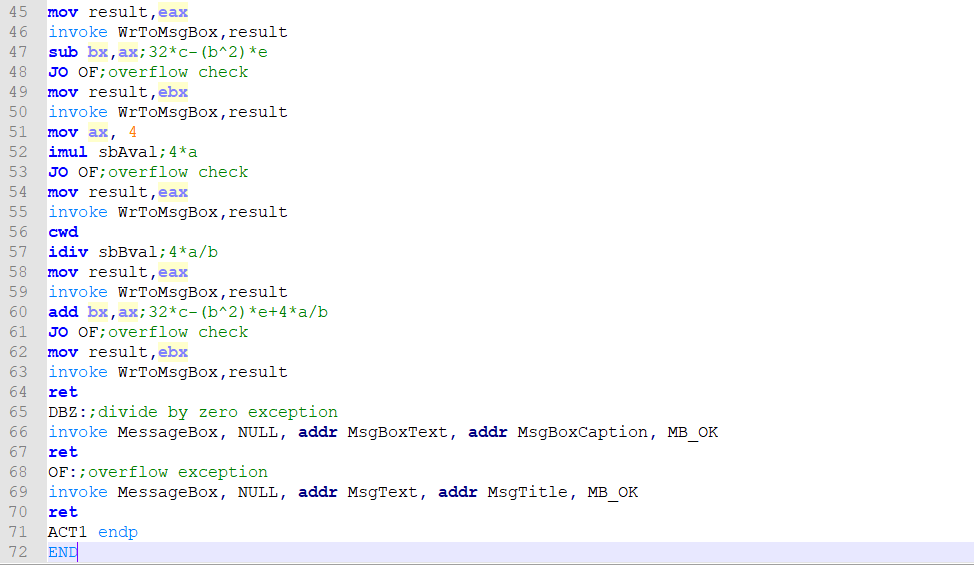 45 mov result,eax
46 invoke WrToMsgBox,result
47 sub bx,ax;32*c-(b^2)*e
48 JO OF;overflow check
49 mov result,ebx
50 invoke WrToMsgBox,result
51 mov ax, 4
52 imul sbAval;4*a
53 JO OF;overflow check
54 mov result,eax
55 invoke WrToMsgBox,result
56 cwd
57 idiv sbBval;4*a/b
58 mov result,eax
59 invoke WrToMsgBox,result
60 add bx,ax;32*c-(b^2)*e+4*a/b
61 JO OF;overflow check
62 mov result,ebx
63 invoke WrToMsgBox,result
64 ret
65 DBZ:;divide by zero exception
66 invoke MessageBox, NULL, addr MsgBoxText, addr MsgBoxCaption, MB_OK
67 ret
68 OF:;overflow exception
69 invoke MessageBox, NULL, addr MsgText, addr MsgTitle, MB_OK
70 ret
71 ACT1 endp
72 END